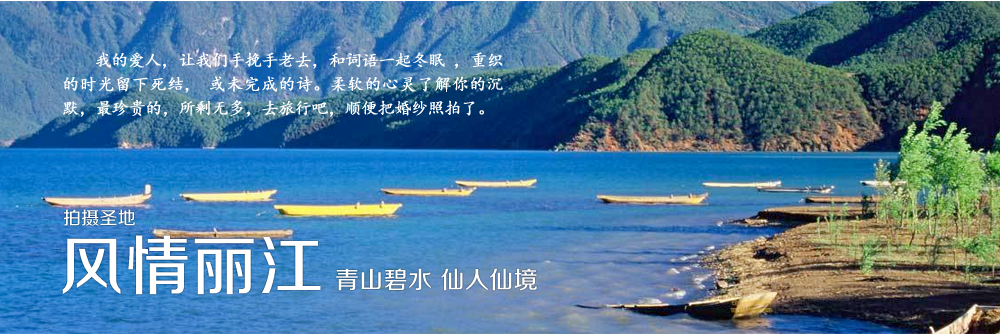 我的爱人，让我们手挽手老去，和词语一起冬眠 ，重织
的时光留下死结， 或未完成的诗。柔软的心灵了解你的沉
默，最珍贵的，所剩无多，去旅行吧，顺便把婚纱照拍了。
拍摄圣地
风情丽江 青山碧水 仙人仙境